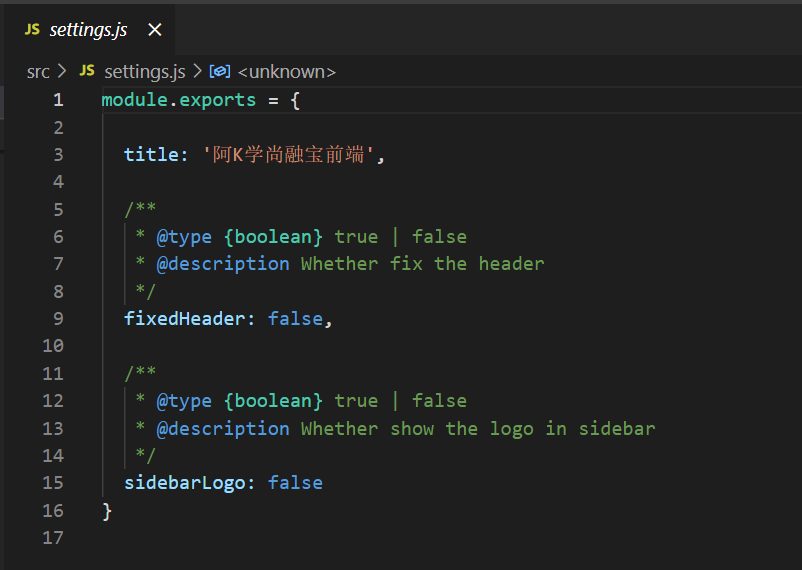 JS settings.js ×
src > JS settings.js > <unknown>
1 module.exports = {
2
3 title: '阿K学尚融宝前端',
4
5 /**
6 * @type {boolean} true | false
7 * @description Whether fix the header
8 */
9 fixedHeader: false,
10
11 /**
12 * @type {boolean} true | false
13 * @description Whether show the logo in sidebar
14 */
15 sidebarLogo: false
16 }
17